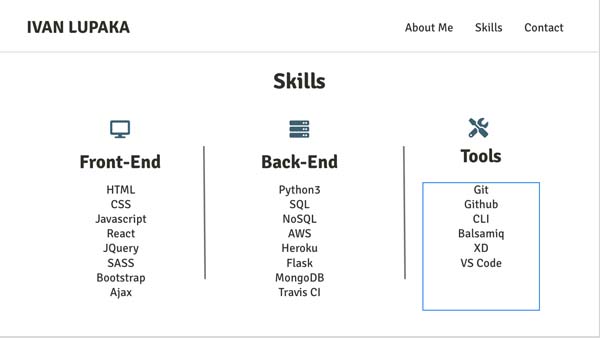 IVAN LUPAKA
About Me Skills Contact
Skills
Front-End
HTML
CSS
Javascript
React
JQuery
SASS
Bootstrap
Ajax
Back-End
Python3
SQL
NoSQL
AWS
Heroku
Flask
MongoDB
Travis CI
Tools
Git
Github
CLI
Balsamiq
XD
VS Code